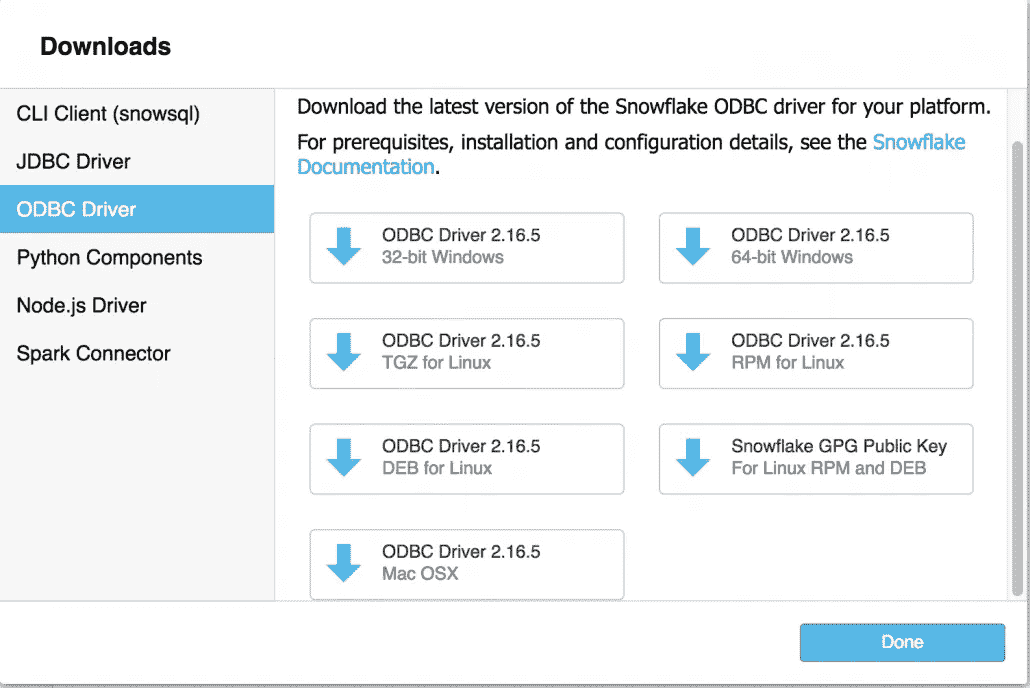 Downloads
CLI Client (snowsql)
JDBC Driver
ODBC Driver
Python Components
Node.js Driver
Spark Connector
Download the latest version of the Snowflake ODBC driver for your platform.
For prerequisites, installation and configuration details, see the Snowflake
Documentation.
ODBC Driver 2.16.5
32-bit Windows
ODBC Driver 2.16.5
64-bit Windows
ODBC Driver 2.16.5
TGZ for Linux
ODBC Driver 2.16.5
RPM for Linux
ODBC Driver 2.16.5
DEB for Linux
Snowflake GPG Public Key
For Linux RPM and DEB
ODBC Driver 2.16.5
Mac OSX
Done